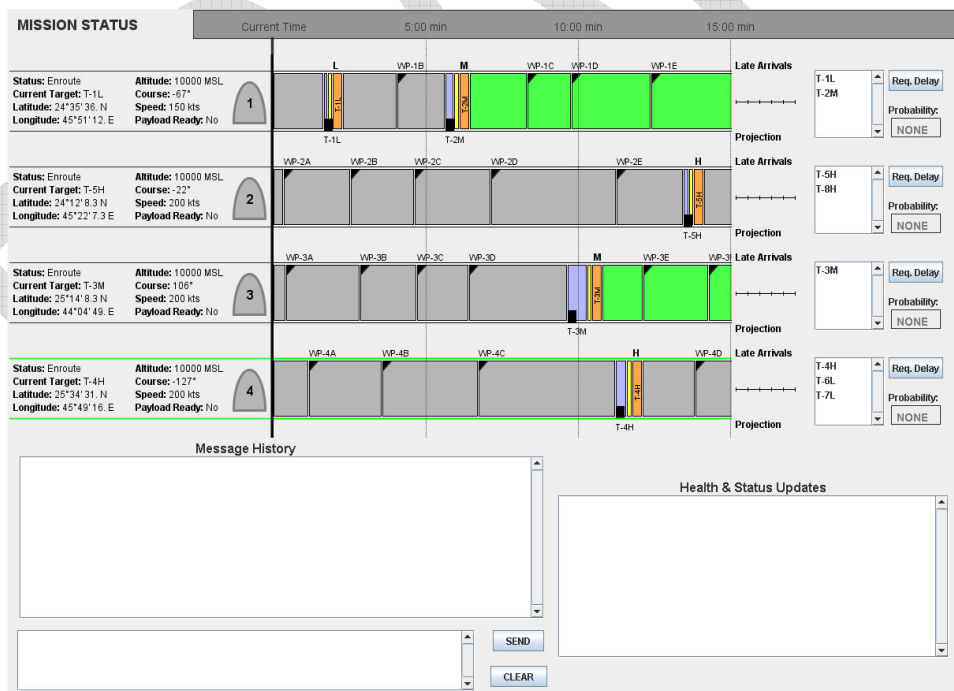 MISSION STATUS
Current Time 5:00 min 10:00 min 15:00 min
L M WP-1B WP-1C WP-1D WP-1E Late Arrivals
Status: Enroute Altitude: 10000 MSL
Current Target: T-1L Course: -67°
Latitude: 24°35' 36. N Speed: 150 kts
Longitude: 45°51' 12. E Payload Ready: No
1
T-1L T-2M
T-1L T-2M Projection
T-1L
T-2M
Req. Delay
Probability:
NONE
WP-2A WP-2B WP-2C WP-2D WP-2E H Late Arrivals
Status: Enroute Altitude: 10000 MSL
Current Target: T-5H Course: -22°
Latitude: 24°12' 8.3 N Speed: 200 kts
Longitude: 45°22' 7.3 E Payload Ready: No
2
T-5H
T-5H Projection
T-5H
T-8H
Req. Delay
Probability:
NONE
WP-3A WP-3B WP-3C WP-3D M WP-3E Late Arrivals
Status: Enroute Altitude: 10000 MSL
Current Target: T-3M Course: 106°
Latitude: 25°14' 8.3 N Speed: 200 kts
Longitude: 44°04' 49. E Payload Ready: No
3
T-3M
T-3M Projection
T-3M
Req. Delay
Probability:
NONE
WP-4A WP-4B WP-4C H WP-4D Late Arrivals
Status: Enroute Altitude: 10000 MSL
Current Target: T-4H Course: -127°
Latitude: 25°34' 31. N Speed: 200 kts
Longitude: 45°49' 16. E Payload Ready: No
4
T-4H
T-4H Projection
T-4H
T-6L
T-7L
Req. Delay
Probability:
NONE
Message History
Health & Status Updates
SEND
CLEAR